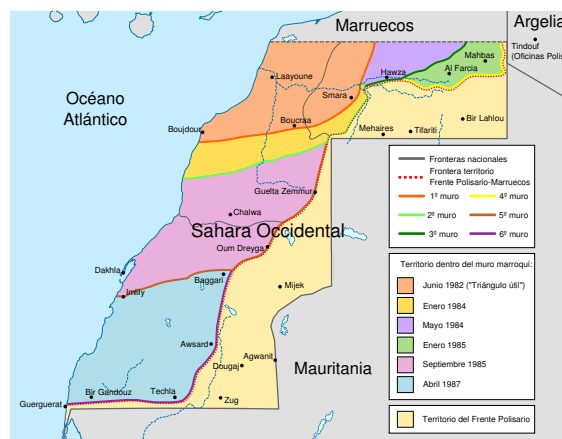 Marruecos
Argelia
Tindouf
(Oficinas Polis
Océano
Atlántico
Mahbas
Al Farcia
Hawza
Laayoune
Smara
Bir Lahlou
Boucraa
Boujdour
Mehaires
Tifariti
Guelta Zemmur
Chalwa
Sahara Occidental
Oum Dreyga
Dakhla
Baggari
Imlily
Mijek
Awsard
Agwanit
Dougaj
Mauritania
Bir Gandouz
Techla
Zug
Guerguerat
Fronteras nacionales
Frontera territorio
Frente Polisario-Marruecos
1º muro
4º muro
2º muro
5º muro
3º muro
6º muro
Territorio dentro del muro marroquí:
Junio 1982 ("Triángulo útil")
Enero 1984
Mayo 1984
Enero 1985
Septiembre 1985
Abril 1987
Territorio del Frente Polisario